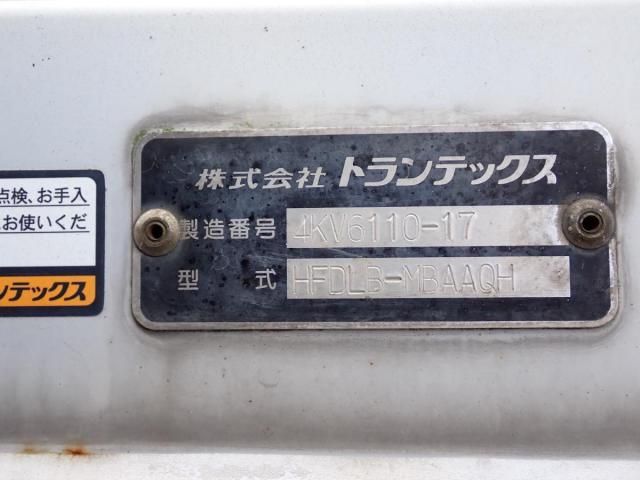 株式会社 トランテックス
製造番号 4KV6110-17
型式 HFDLB-MBAAQH
点検、お手入
お使いくだ
ンテックス